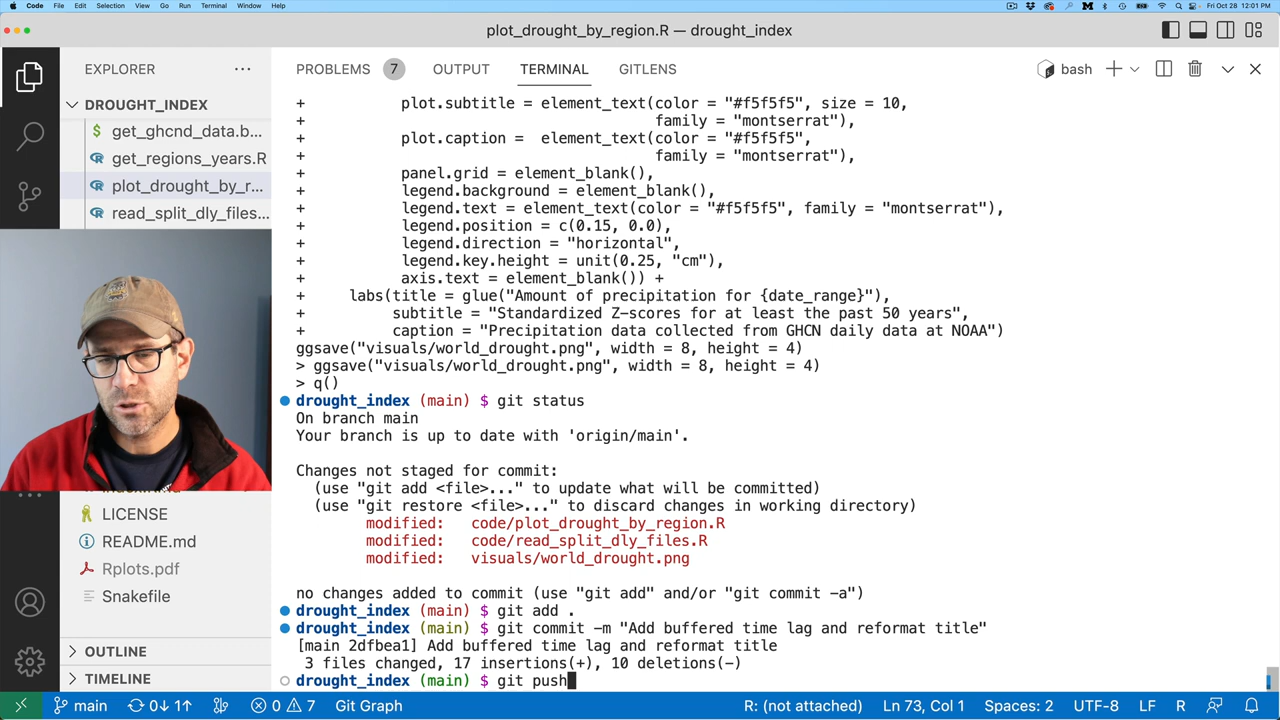 Code File Edit Selection View Go Run Terminal Window Help
Fri Oct 28 12:01 PM
plot_drought_by_region.R — drought_index
EXPLORER
PROBLEMS 7 OUTPUT TERMINAL GITLENS
bash
DROUGHT_INDEX
get_ghcnd_data.b...
get_regions_years.R
plot_drought_by_r...
read_split_dly_files...
LICENSE
README.md
Rplots.pdf
Snakefile
OUTLINE
TIMELINE
+ plot.subtitle = element_text(color = "#f5f5f5", size = 10,
+ family = "montserrat"),
+ plot.caption =  element_text(color = "#f5f5f5",
+ family = "montserrat"),
+ panel.grid = element_blank(),
+ legend.background = element_blank(),
+ legend.text = element_text(color = "#f5f5f5", family = "montserrat"),
+ legend.position = c(0.15, 0.0),
+ legend.direction = "horizontal",
+ legend.key.height = unit(0.25, "cm"),
+ axis.text = element_blank()) +
+ labs(title = glue("Amount of precipitation for {date_range}"),
+ subtitle = "Standardized Z-scores for at least the past 50 years",
+ caption = "Precipitation data collected from GHCN daily data at NOAA")
ggsave("visuals/world_drought.png", width = 8, height = 4)
> ggsave("visuals/world_drought.png", width = 8, height = 4)
> q()
drought_index (main) $ git status
On branch main
Your branch is up to date with 'origin/main'.
Changes not staged for commit:
(use "git add <file>..." to update what will be committed)
(use "git restore <file>..." to discard changes in working directory)
modified: code/plot_drought_by_region.R
modified: code/read_split_dly_files.R
modified: visuals/world_drought.png
no changes added to commit (use "git add" and/or "git commit -a")
drought_index (main) $ git add .
drought_index (main) $ git commit -m "Add buffered time lag and reformat title"
[main 2dfbea1] Add buffered time lag and reformat title
3 files changed, 17 insertions(+), 10 deletions(-)
drought_index (main) $ git push
main 0↓ 1↑ 0 7 Git Graph
R: (not attached) Ln 73, Col 1 Spaces: 2 UTF-8 LF R